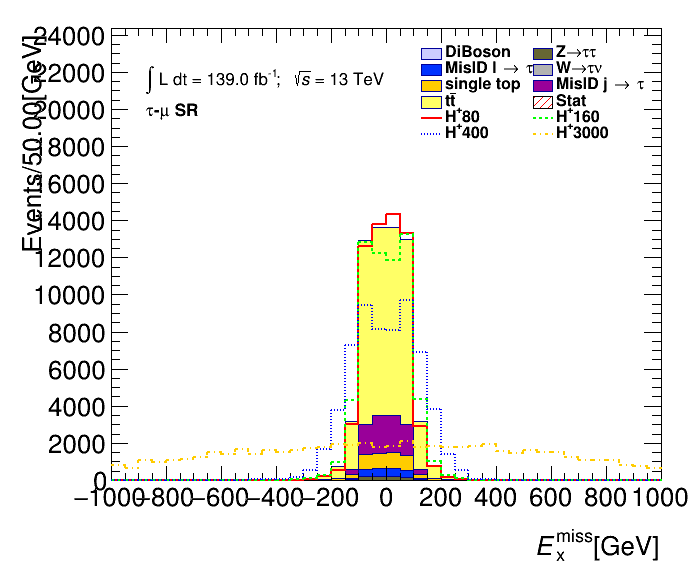 Events/50.00[GeV]
24000
22000
20000
18000
16000
14000
12000
10000
8000
6000
4000
2000
0
∫ L dt = 139.0 fb⁻¹; √s = 13 TeV
τ-μ SR
DiBoson Z→ττ
MisID l → τ W→τν
single top MisID j → τ
tt̄ Stat
H⁺80 H⁺160
H⁺400 H⁺3000
−1000 −800 −600 −400 −200 0 200 400 600 800 1000
E_x^miss[GeV]